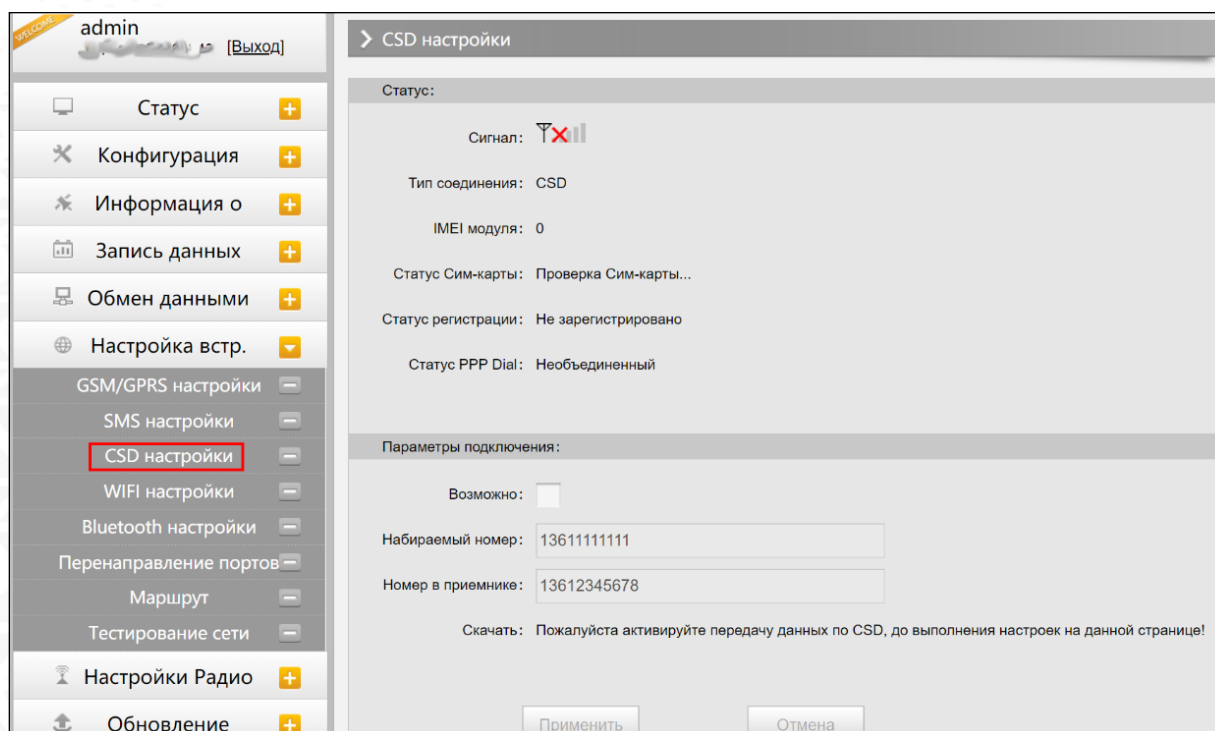 WELCOME
admin
[Выход]
Статус
Конфигурация
Информация о
Запись данных
Обмен данными
Настройка встр.
GSM/GPRS настройки
SMS настройки
CSD настройки
WIFI настройки
Bluetooth настройки
Перенаправление портов
Маршрут
Тестирование сети
Настройки Радио
Обновление
CSD настройки
Статус:
Сигнал:
Тип соединения: CSD
IMEI модуля: 0
Статус Сим-карты: Проверка Сим-карты...
Статус регистрации: Не зарегистрировано
Статус PPP Dial: Необъединенный
Параметры подключения:
Возможно:
Набираемый номер: 13611111111
Номер в приемнике: 13612345678
Скачать: Пожалуйста активируйте передачу данных по CSD, до выполнения настроек на данной странице!
Применить Отмена